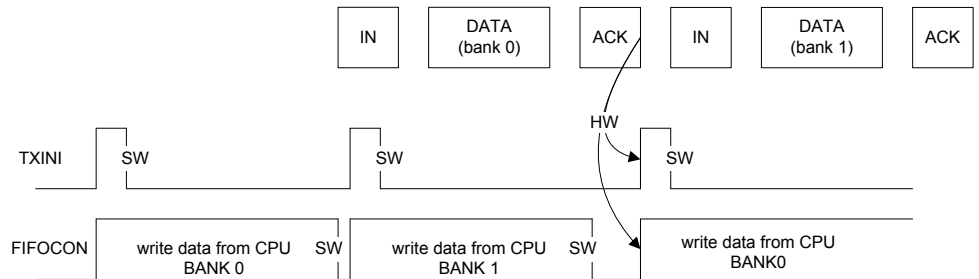 IN DATA ACK IN DATA ACK
(bank 0) (bank 1)
HW
TXINI SW SW SW
FIFOCON write data from CPU SW write data from CPU SW write data from CPU
BANK 0 BANK 1 BANK0